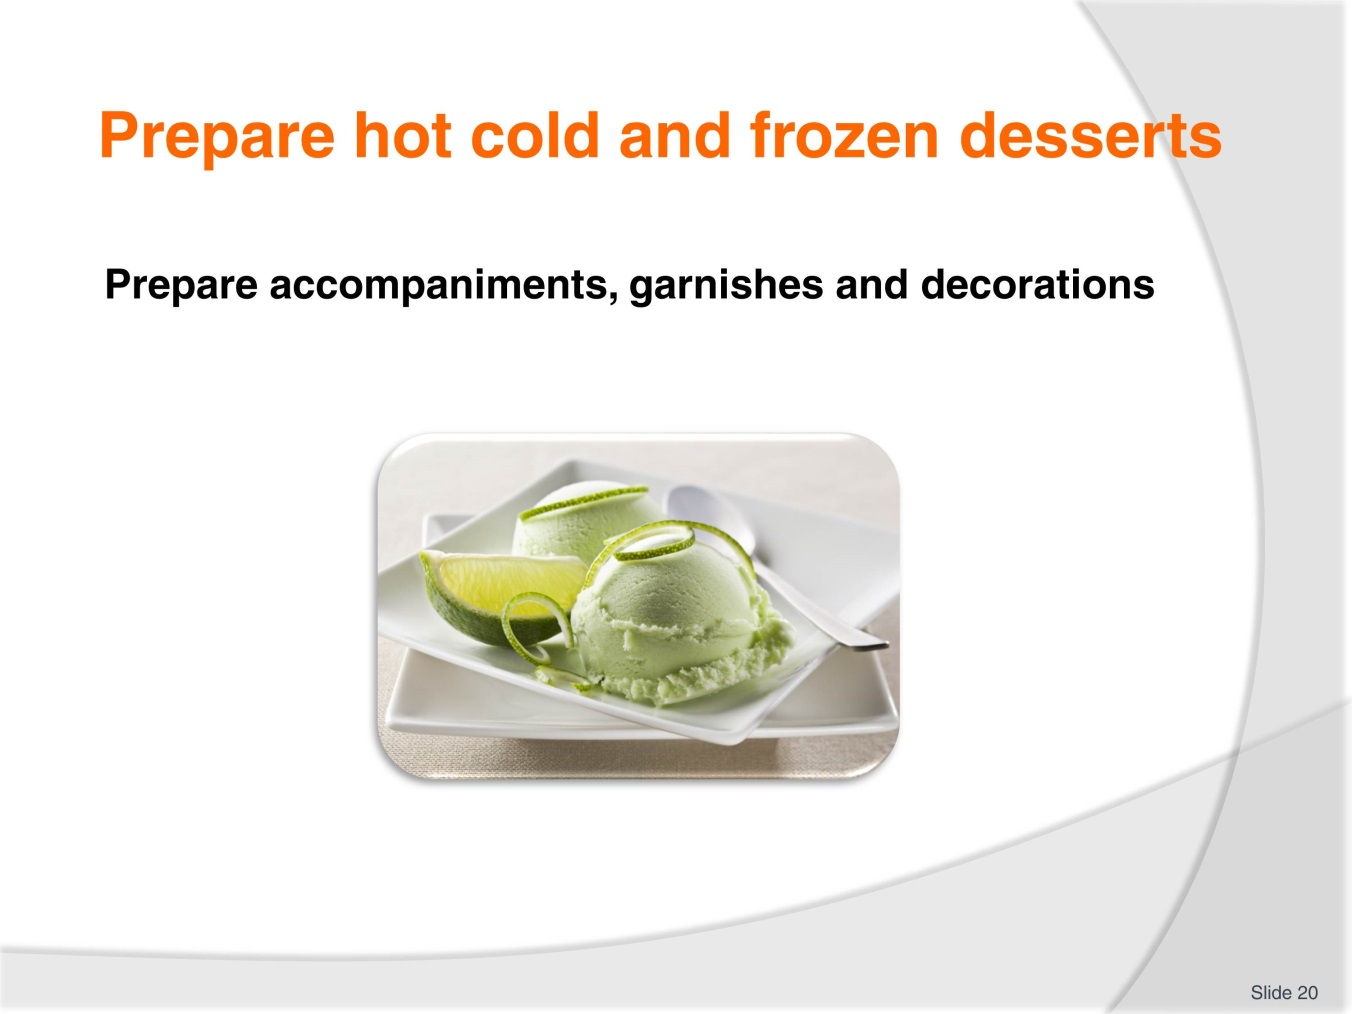 Prepare hot cold and frozen desserts
Prepare accompaniments, garnishes and decorations
Slide 20